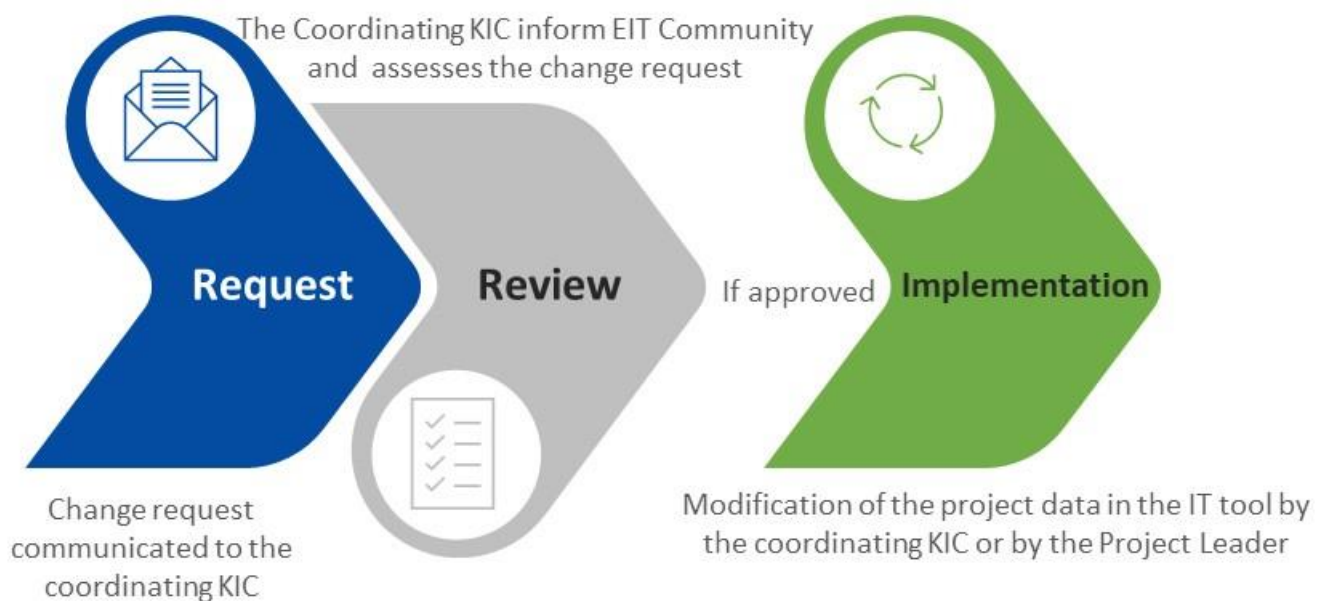 The Coordinating KIC inform EIT Community
and assesses the change request
Request
Review
If approved
Implementation
Change request
communicated to the
coordinating KIC
Modification of the project data in the IT tool by
the coordinating KIC or by the Project Leader